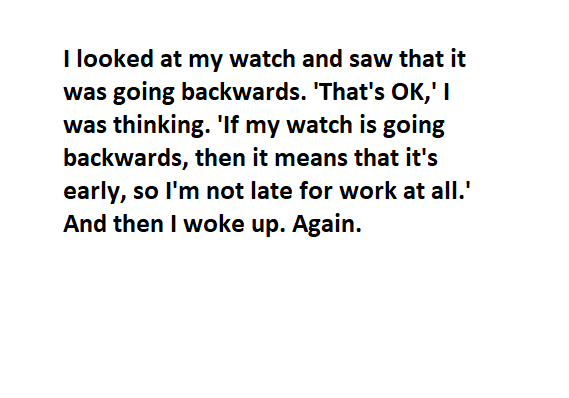 I looked at my watch and saw that it
was going backwards. 'That's OK,' I
was thinking. 'If my watch is going
backwards, then it means that it's
early, so I'm not late for work at all.'
And then I woke up. Again.